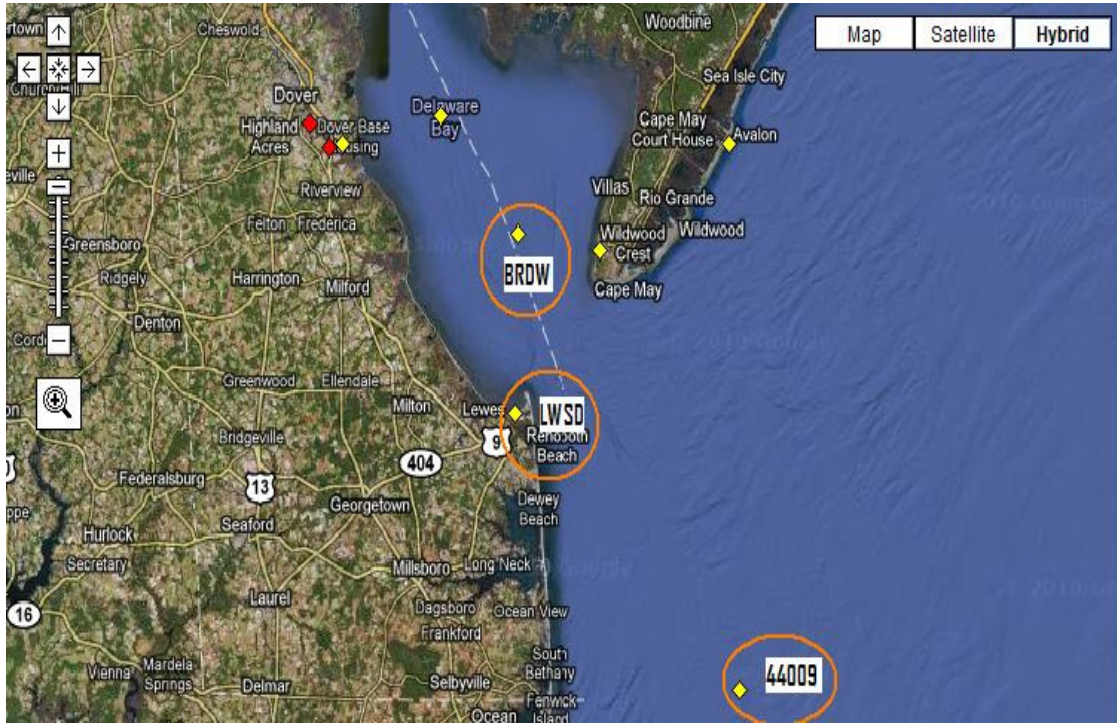 Cheswold
Woodbine
Map
Satellite
Hybrid
Sea Isle City
Dover
Delaware
Bay
Cape May
Court House
Avalon
Highland
Acres
Dover Base
Riverview
Villas
Rio Grande
Felton
Frederica
Wildwood
Crest
Wildwood
Greensboro
Ridgely
Harrington
Milford
BRDW
Cape May
Denton
Greenwood
Ellendale
Milton
Lewes
LWSD
9
Beach
Bridgeville
404
Federalsburg
13
Georgetown
Dewey
Beach
Seaford
Hurlock
Secretary
Millsboro
Long Neck
Laurel
16
Dagsboro
Ocean View
Frankford
Vienna
Mardela
Springs
Delmar
Selbyville
South
Bethany
44009
Fenwick
Island
Ocean